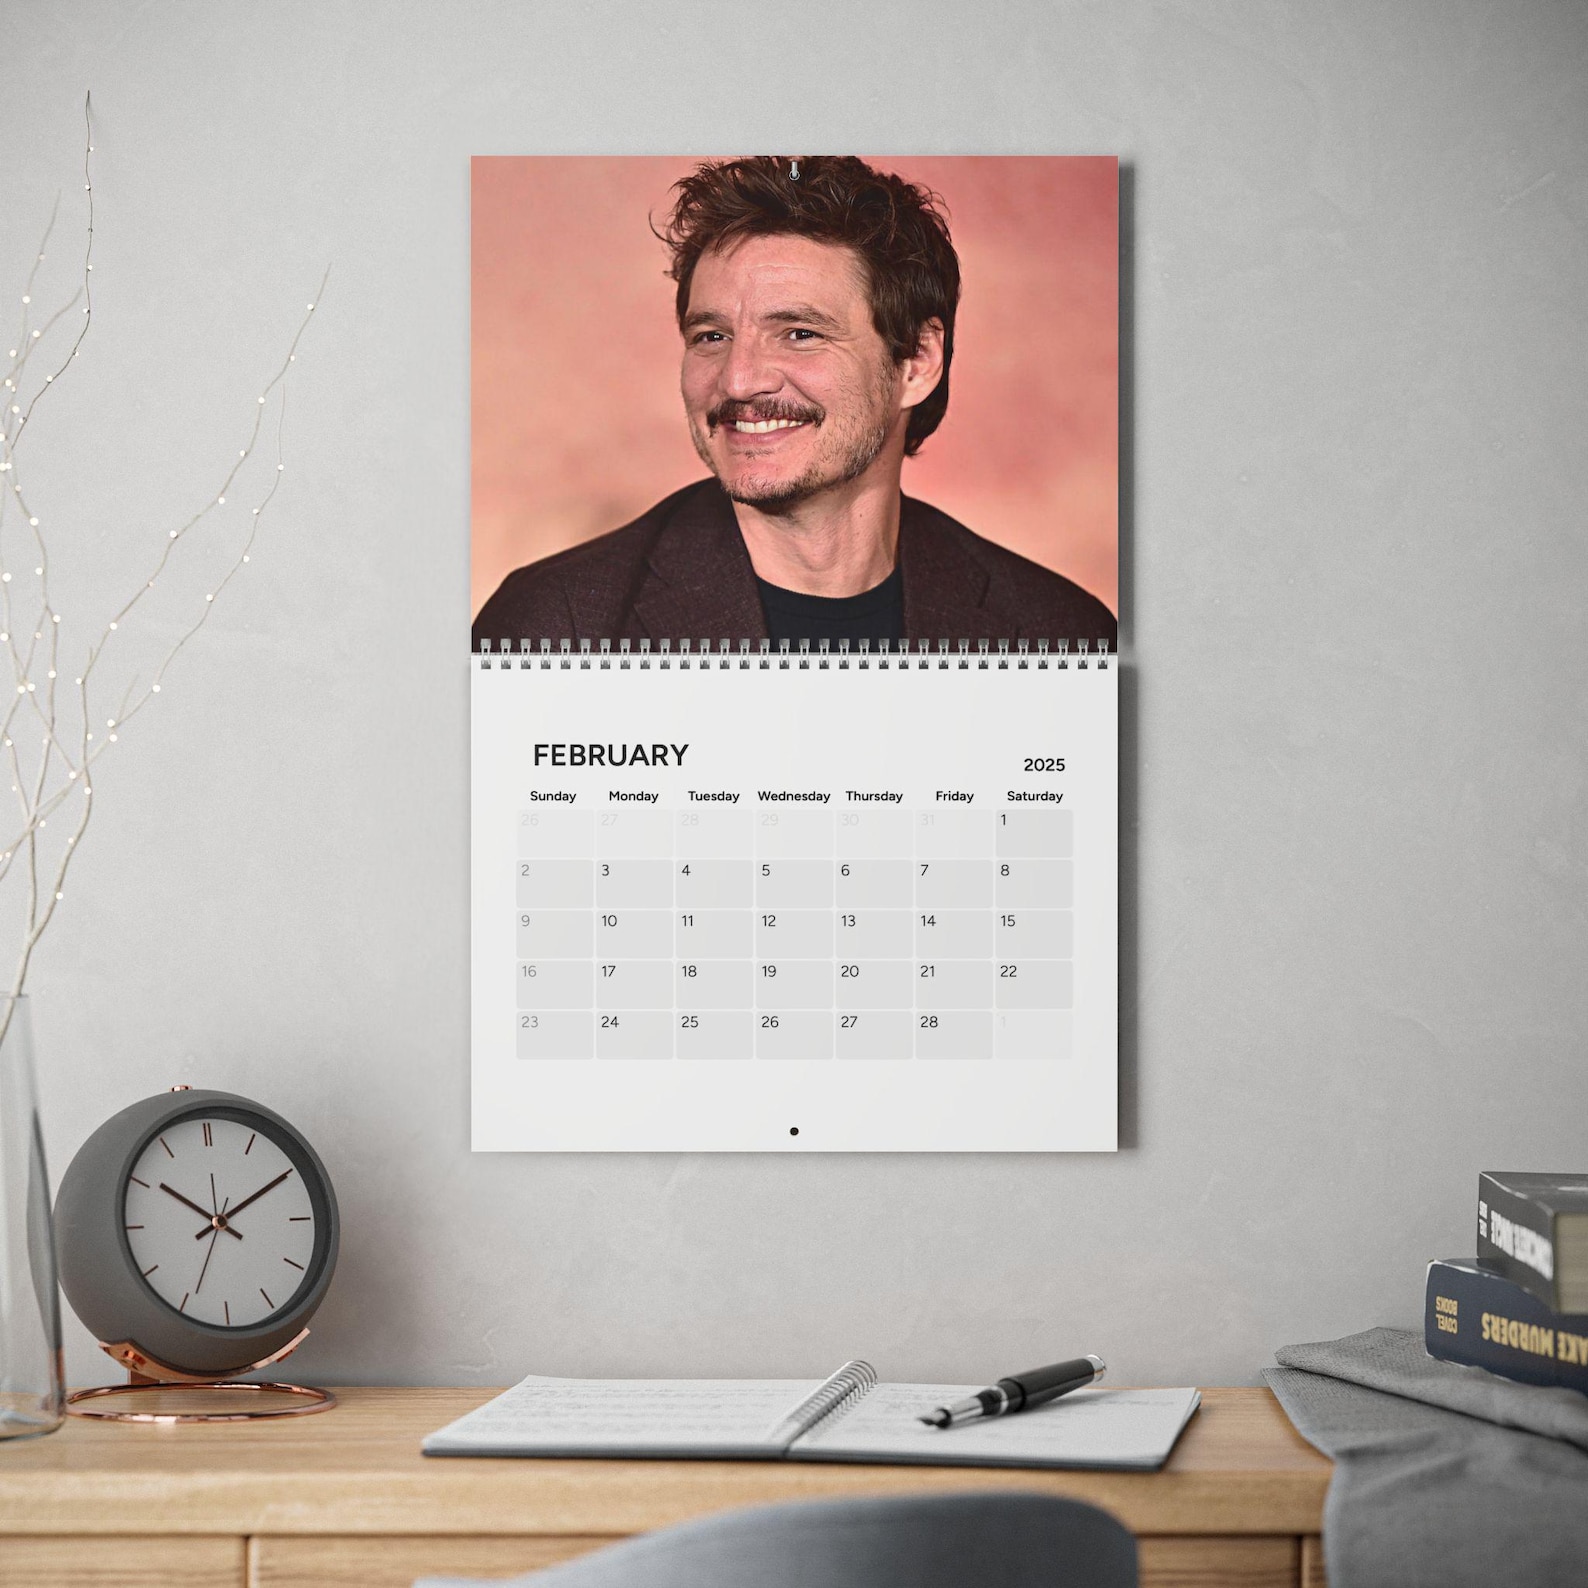 FEBRUARY
2025
Sunday Monday Tuesday Wednesday Thursday Friday Saturday
26 27 28 29 30 31 1
2 3 4 5 6 7 8
9 10 11 12 13 14 15
16 17 18 19 20 21 22
23 24 25 26 27 28 1
COVEL
BOOKS
MURDERS